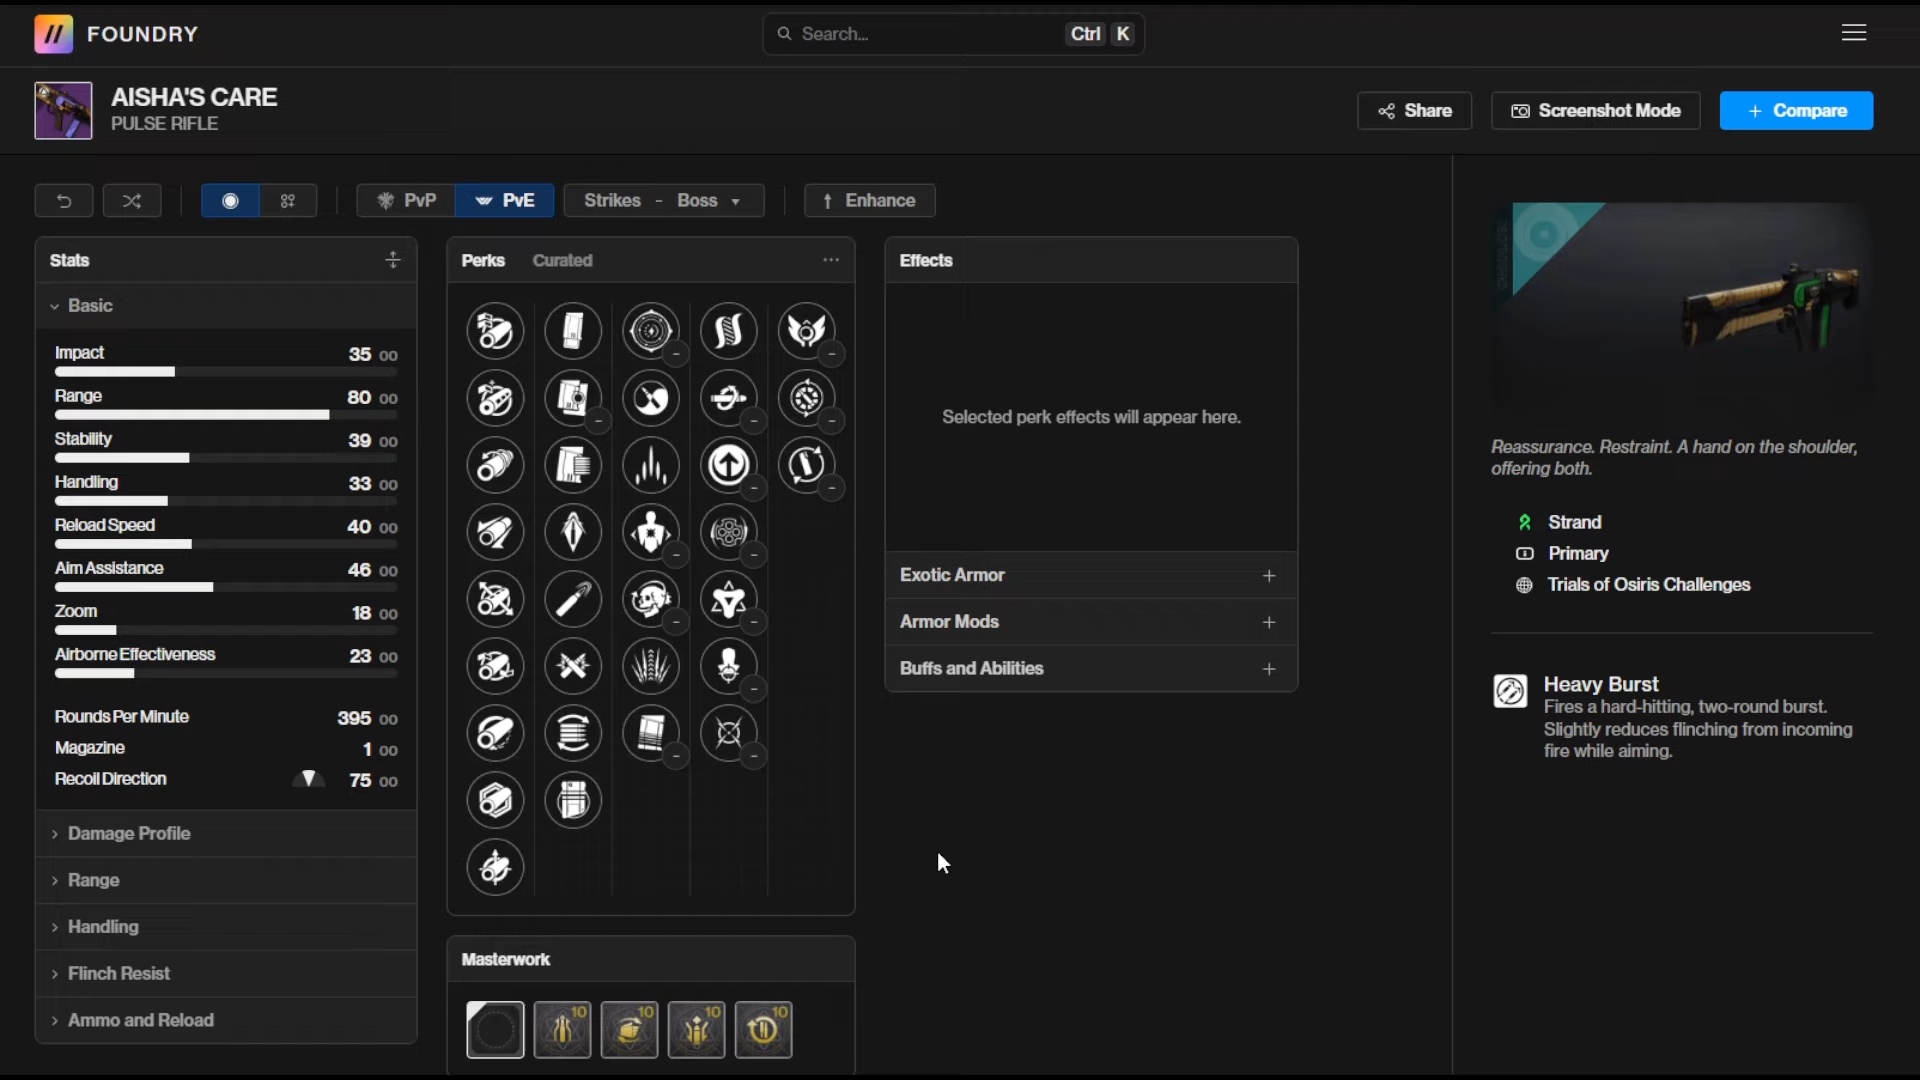 FOUNDRY
Search...
Ctrl K
AISHA'S CARE
PULSE RIFLE
Share
Screenshot Mode
+ Compare
PvP
PvE
Strikes - Boss
Enhance
Stats
Basic
Impact 35
Range 80
Stability 39
Handling 33
Reload Speed 40
Aim Assistance 46
Zoom 18
Airborne Effectiveness 23
Rounds Per Minute 395
Magazine 1
Recoil Direction 75
Damage Profile
Range
Handling
Flinch Resist
Ammo and Reload
Perks Curated
Masterwork
10 10 10 10
Effects
Selected perk effects will appear here.
Exotic Armor +
Armor Mods +
Buffs and Abilities +
Reassurance. Restraint. A hand on the shoulder,
offering both.
Strand
Primary
Trials of Osiris Challenges
Heavy Burst
Fires a hard-hitting, two-round burst.
Slightly reduces flinching from incoming
fire while aiming.